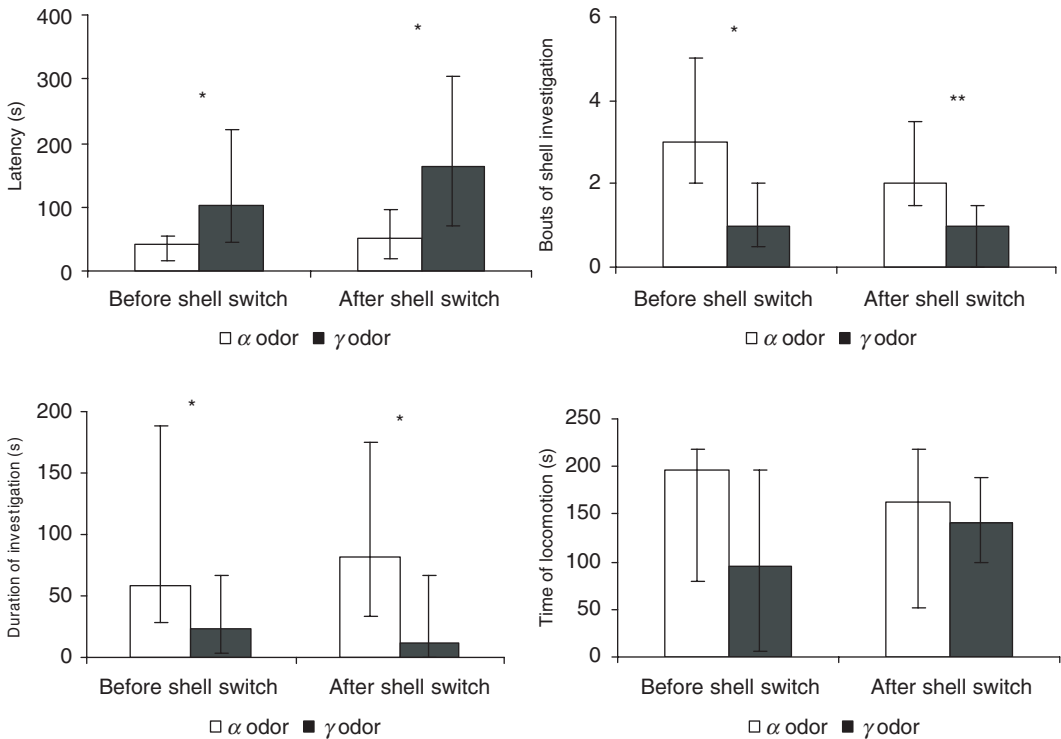 Latency (s)
400
300
200
100
0
*
*
Before shell switch After shell switch
α odor γ odor
Bouts of shell investigation
6
4
2
0
*
**
Before shell switch After shell switch
α odor γ odor
Duration of investigation (s)
200
150
100
50
0
*
*
Before shell switch After shell switch
α odor γ odor
Time of locomotion (s)
250
200
150
100
50
0
Before shell switch After shell switch
α odor γ odor